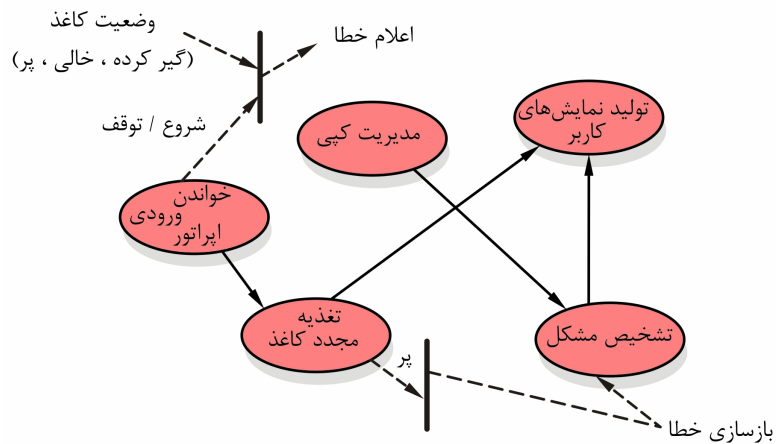 وضعیت کاغذ
(گیر کرده ، خالی ، پر)
اعلام خطا
شروع / توقف
مدیریت کپی
تولید نمایش‌های
کاربر
خواندن
ورودی
اپراتور
تغذیه
مجدد کاغذ
پر
تشخیص مشکل
بازسازی خطا